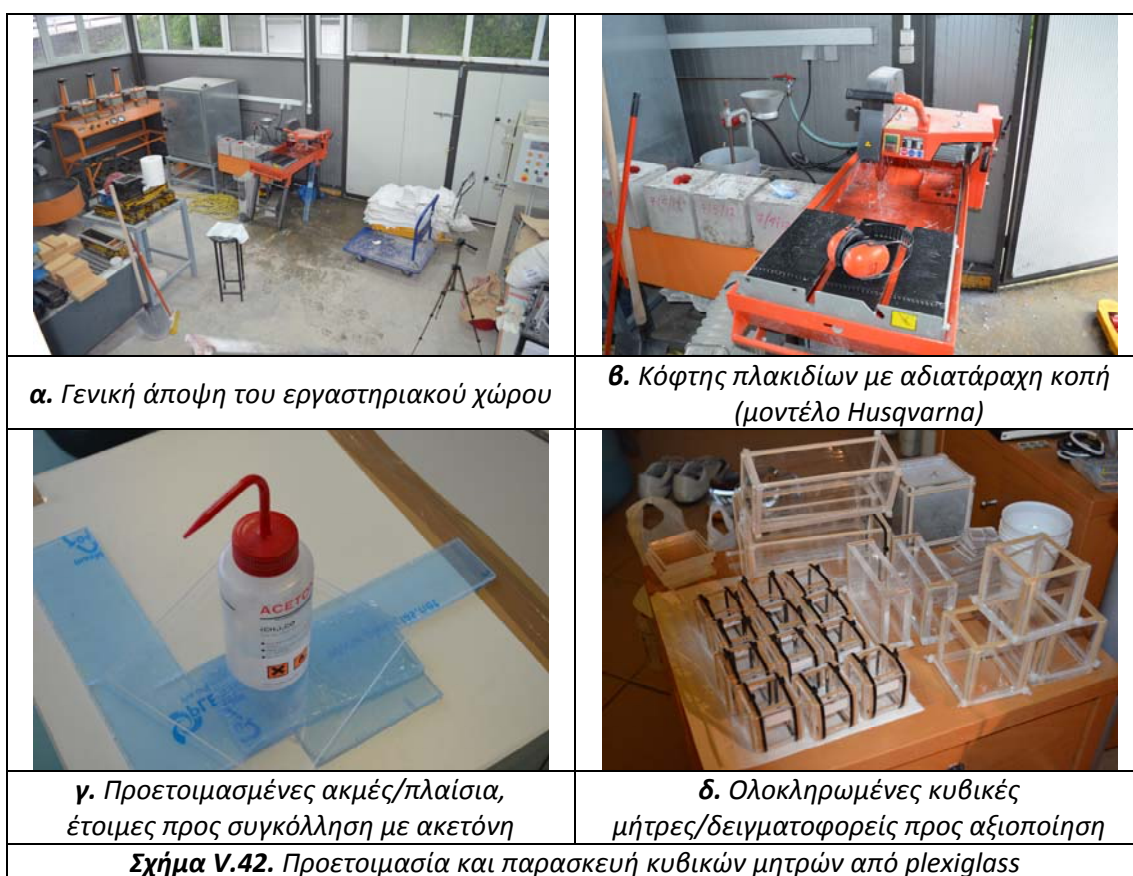 α. Γενική άποψη του εργαστηριακού χώρου
β. Κόφτης πλακιδίων με αδιατάραχη κοπή
(μοντέλο Husqvarna)
ACETO
γ. Προετοιμασμένες ακμές/πλαίσια,
έτοιμες προς συγκόλληση με ακετόνη
δ. Ολοκληρωμένες κυβικές
μήτρες/δειγματοφορείς προς αξιοποίηση
Σχήμα V.42. Προετοιμασία και παρασκευή κυβικών μητρών από plexiglass